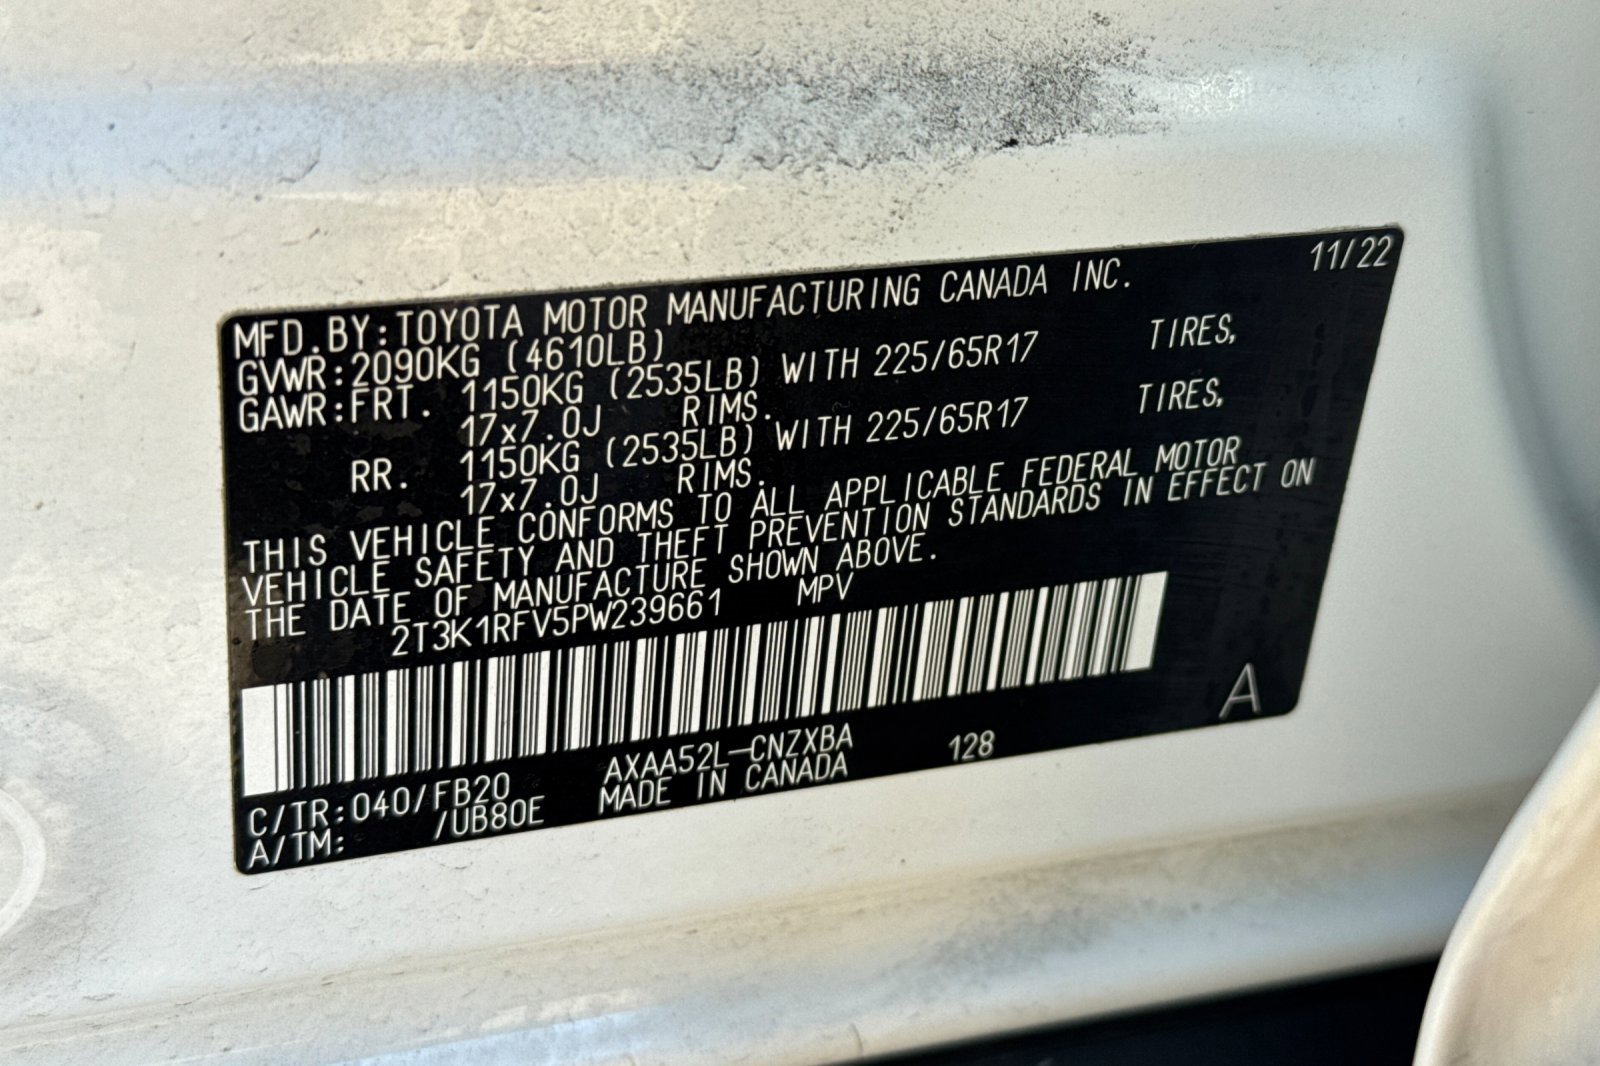 11/22
MFD.BY:TOYOTA MOTOR MANUFACTURING CANADA INC.
GVWR:2090KG (4610LB)
GAWR:FRT. 1150KG (2535LB) WITH 225/65R17 TIRES,
17x7.0J RIMS.
RR. 1150KG (2535LB) WITH 225/65R17 TIRES,
17x7.0J RIMS.
THIS VEHICLE CONFORMS TO ALL APPLICABLE FEDERAL MOTOR
VEHICLE SAFETY AND THEFT PREVENTION STANDARDS IN EFFECT ON
THE DATE OF MANUFACTURE SHOWN ABOVE.
2T3K1RFV5PW239661 MPV
A
C/TR:040/FB20 AXAA52L-CNZXBA 128
A/TM: /UB80E MADE IN CANADA